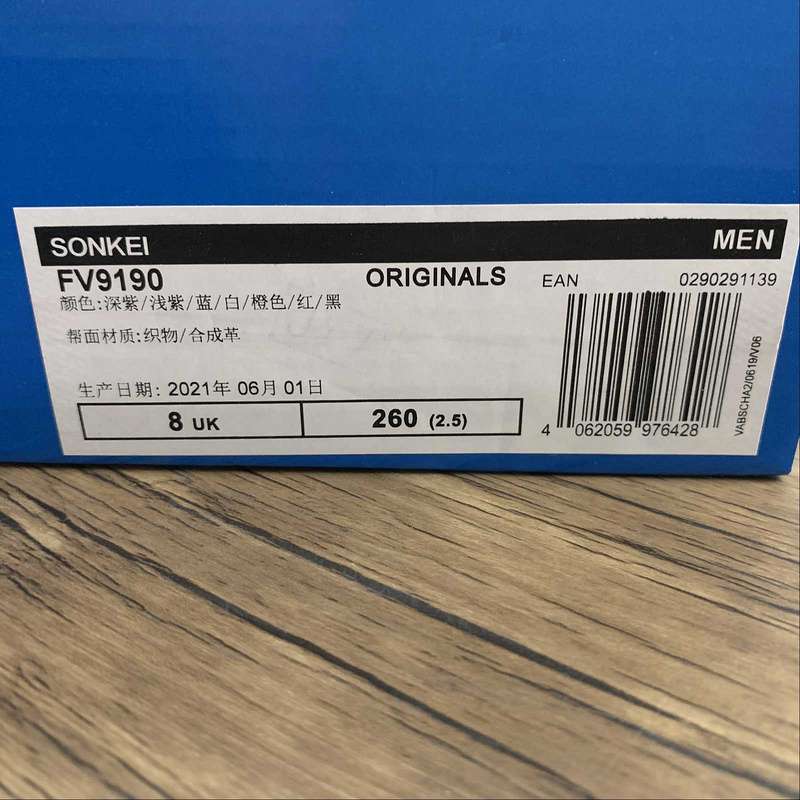 SONKEI MEN
FV9190 ORIGINALS EAN 0290291139
颜色:深紫/浅紫/蓝/白/橙色/红/黑
帮面材质:织物/合成革
生产日期: 2021年 06月 01日
8 UK 260 (2.5)
4 062059 976428
VABSCHA2/0619/V06